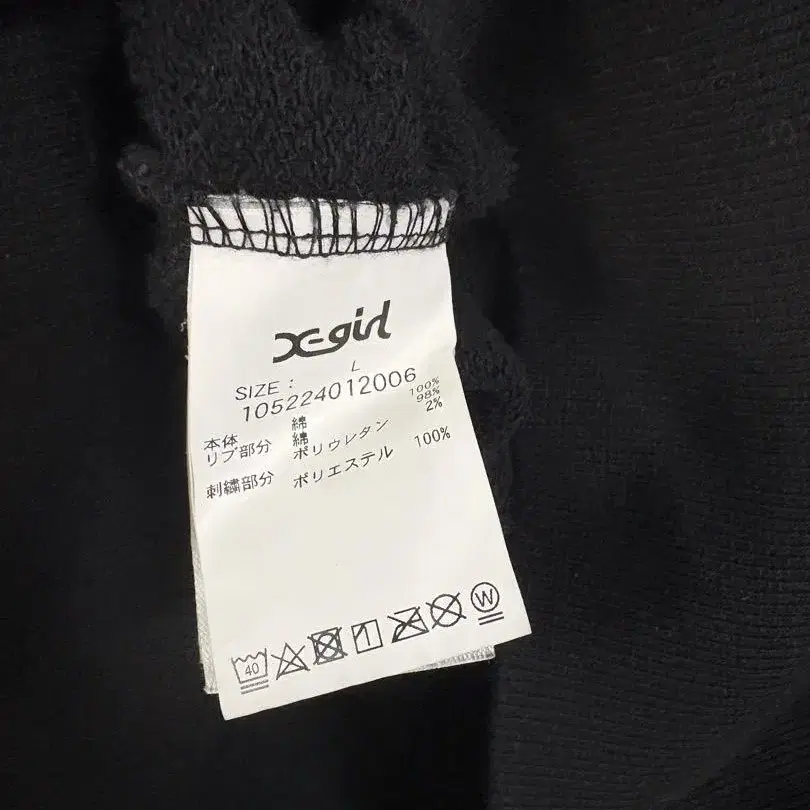 X-girl
SIZE : L
105224012006
本体 綿 100%
リブ部分 綿 98%
ポリウレタン 2%
刺繍部分 ポリエステル 100%
40
W